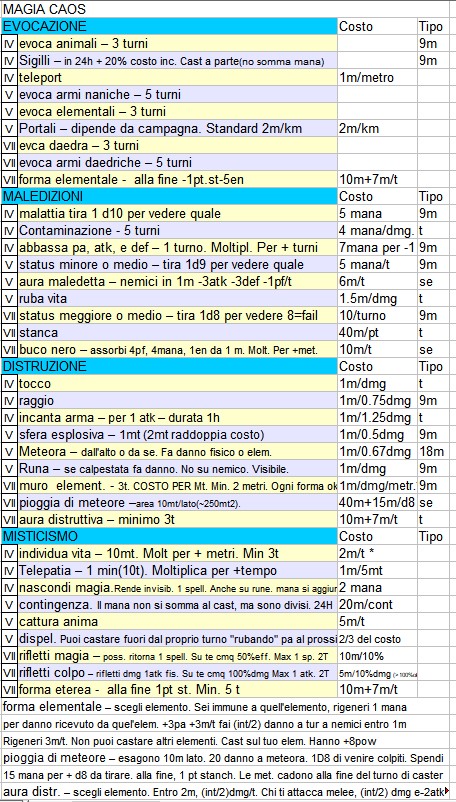 MAGIA CAOS
EVOCAZIONE Costo Tipo
IV evoca animali – 3 turni 9m
IV Sigilli – in 24h + 20% costo inc. Cast a parte(no somma mana) 9m
IV teleport 1m/metro
V evoca armi naniche – 5 turni
V evoca elementali – 3 turni
V Portali – dipende da campagna. Standard 2m/km 2m/km
VII evca daedra – 3 turni
VII evoca armi daedriche – 5 turni
VII forma elementale - alla fine -1pt.st-5en 10m+7m/t
MALEDIZIONI Costo Tipo
IV malattia tira 1 d10 per vedere quale 5 mana 9m
IV Contaminazione - 5 turni 4 mana/dmg. t
IV abbassa pa, atk, e def – 1 turno. Moltipl. Per + turni 7mana per -1 9m
V status minore o medio – tira 1d9 per vedere quale 5 mana/t 9m
V aura maledetta – nemici in 1m -3atk -3def -1pf/t 6m/t se
V ruba vita 1.5m/dmg t
VII status meggiore o medio – tira 1d8 per vedere 8=fail 10/turno 9m
VII stanca 40m/pt t
VII buco nero – assorbi 4pf, 4mana, 1en da 1 m. Molt. Per +met. 10m/t se
DISTRUZIONE Costo Tipo
IV tocco 1m/dmg t
IV raggio 1m/0.75dmg 9m
IV incanta arma – per 1 atk – durata 1h 1m/1.25dmg t
V sfera esplosiva – 1mt (2mt raddoppia costo) 1m/0.5dmg 9m
V Meteora – dall'alto o da se. Fa danno fisico o elem. 1m/0.67dmg 18m
V Runa – se calpestata fa danno. No su nemico. Visibile. 1m/dmg 9m
VII muro element. - 3t. COSTO PER Mt. Min. 2 metri. Ogni forma ok 1m/dmg/metr. 9m
VII pioggia di meteore –area 10mt/lato(~250mt2). 40m+15m/d8 se
VII aura distruttiva – minimo 3t 10m+7m/t t
MISTICISMO Costo Tipo
IV individua vita – 10mt. Molt per + metri. Min 3t 2m/t *
IV Telepatia – 1 min(10t). Moltiplica per +tempo 1m/5mt
IV nascondi magia.Rende invisib. 1 spell. Anche su rune. mana si aggiur 2 mana
V contingenza. Il mana non si somma al cast, ma sono divisi. 24H 20m/cont
V cattura anima 5m/t
V dispel. Puoi castare fuori dal proprio turno "rubando" pa al prossi 2/3 del costo
VII rifletti magia – poss. ritorna 1 spell. Su te cmq 50%eff. Max 1 sp. 2T 10m/10%
VII rifletti colpo – rifletti dmg 1atk fis. Su te cmq 100%dmg Max 1 atk. 2T 5m/10%dmg
VII forma eterea - alla fine 1pt st. Min. 5 t 10m+7m/t
forma elementale – scegli elemento. Sei immune a quell'elemento, rigeneri 1 mana
per danno ricevuto da quel'elem. +3pa +3m/t fai (int/2) danno a tur a nemici entro 1m
Rigeneri 3m/t. Non puoi castare altri elementi. Cast sul tuo elem. Hanno +8pow
pioggia di meteore – esagono 10m lato. 20 danno a meteora. 1D8 di venire colpiti. Spendi
15 mana per + d8 da tirare. alla fine, 1 pt stanch. Le met. cadono alla fine del turno di caster
aura distr. – scegli elemento. Entro 2m, (int/2)dmg/t. Chi ti attacca melee, (int/2) dmg e-2atk